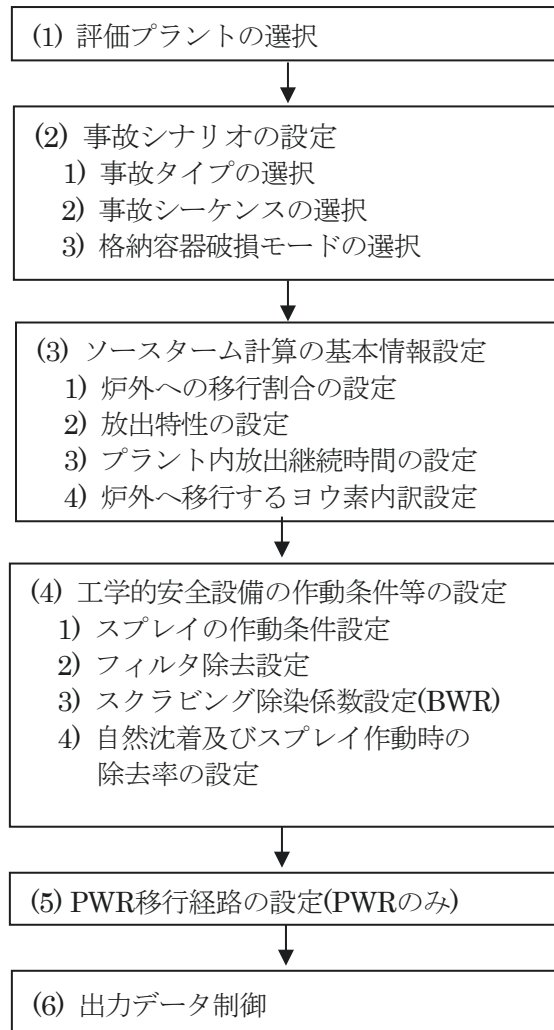 (1) 評価プラントの選択
(2) 事故シナリオの設定
1) 事故タイプの選択
2) 事故シーケンスの選択
3) 格納容器破損モードの選択
(3) ソースターム計算の基本情報設定
1) 炉外への移行割合の設定
2) 放出特性の設定
3) プラント内放出継続時間の設定
4) 炉外へ移行するヨウ素内訳設定
(4) 工学的安全設備の作動条件等の設定
1) スプレイの作動条件設定
2) フィルタ除去設定
3) スクラビング除染係数設定(BWR)
4) 自然沈着及びスプレイ作動時の
除去率の設定
(5) PWR移行経路の設定(PWRのみ)
(6) 出力データ制御